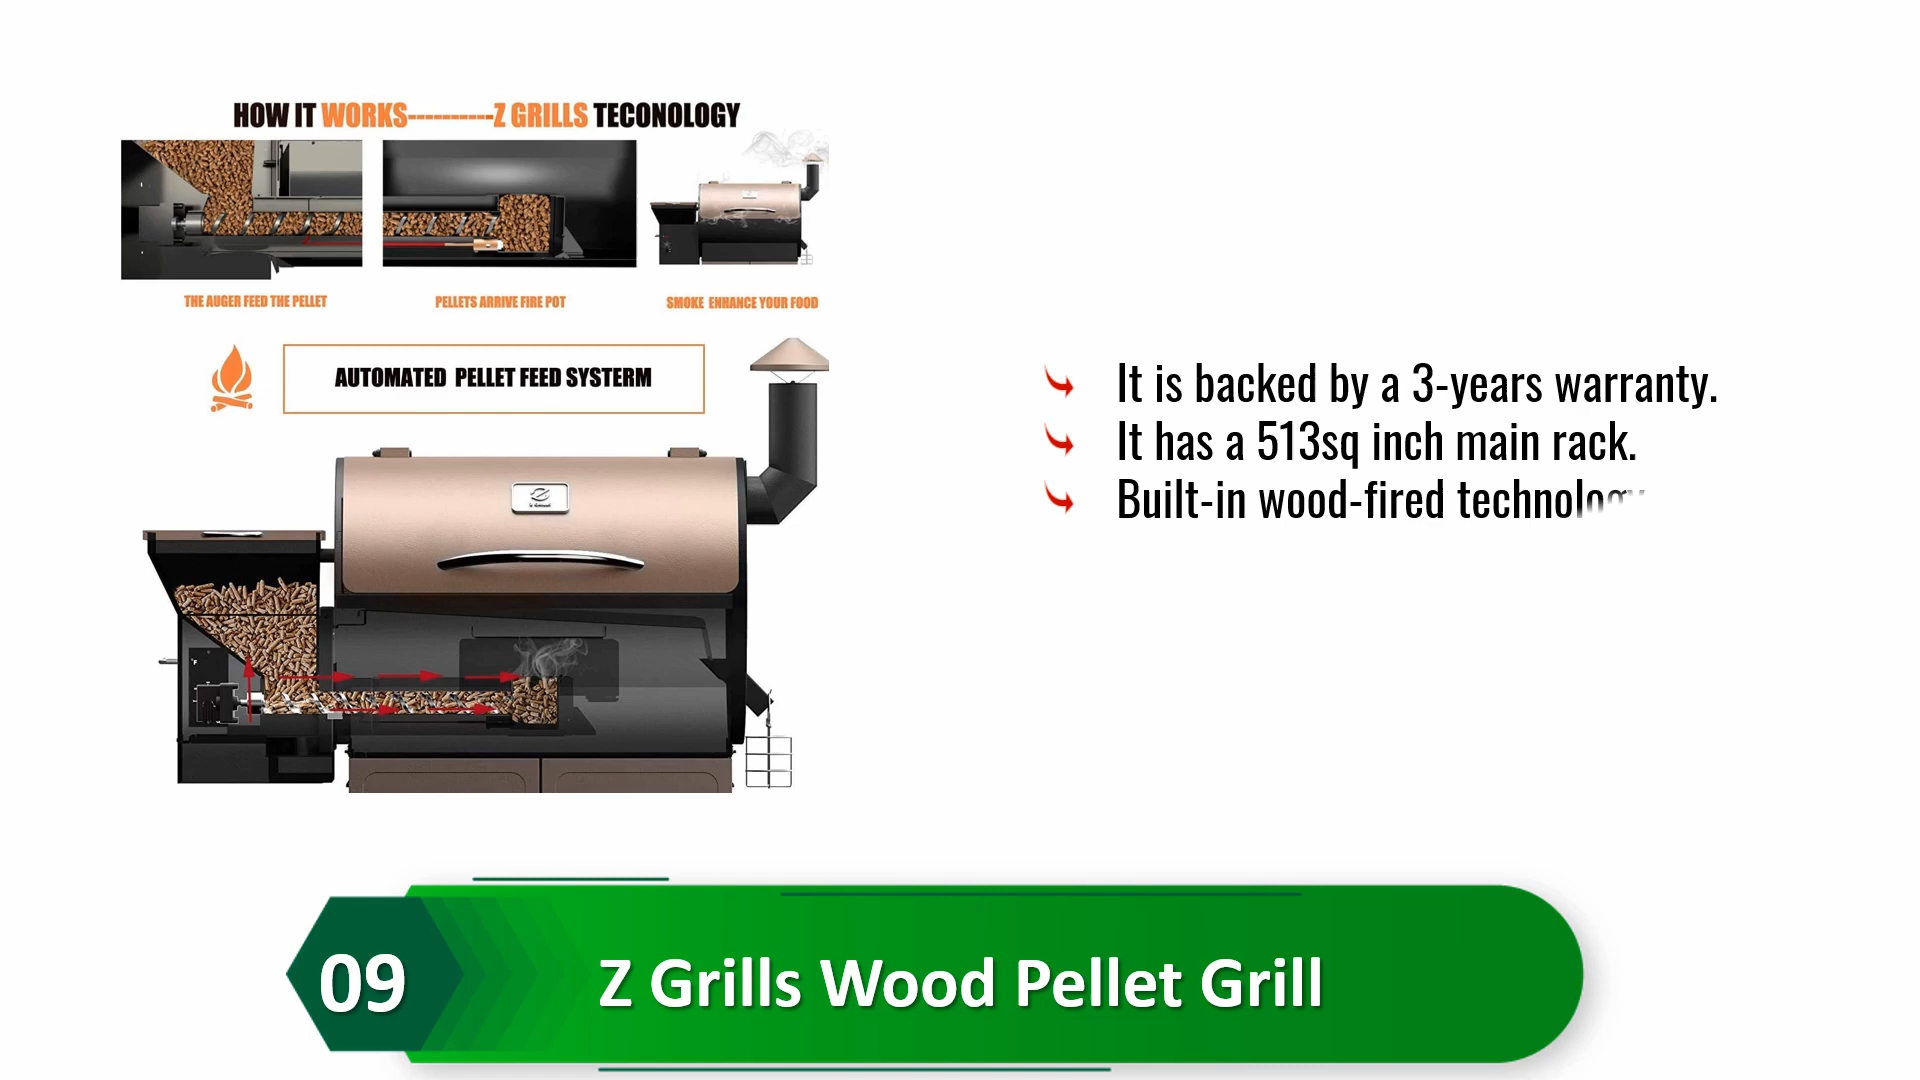 HOW IT WORKS----------Z GRILLS TECONOLOGY
THE AUGER FEED THE PELLET
PELLETS ARRIVE FIRE POT
SMOKE ENHANCE YOUR FOOD
AUTOMATED PELLET FEED SYSTERM
It is backed by a 3-years warranty.
It has a 513sq inch main rack.
Built-in wood-fired technology
09
Z Grills Wood Pellet Grill